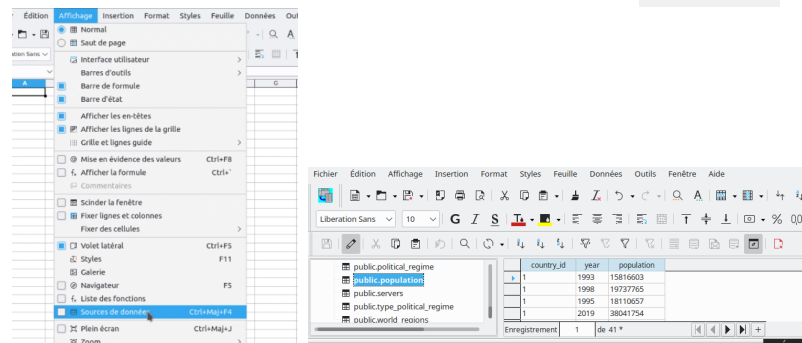 Édition Affichage Insertion Format Styles Feuille Données
Normal
Saut de page
Interface utilisateur
Barres d'outils
Barre de formule
Barre d'état
Afficher les en-têtes
Afficher les lignes de la grille
Grille et lignes guide
Mise en évidence des valeurs Ctrl+F8
Afficher la formule Ctrl+`
Commentaires
Scinder la fenêtre
Fixer lignes et colonnes
Fixer des cellules
Volet latéral Ctrl+F5
Styles F11
Galerie
Navigateur F5
Liste des fonctions
Sources de données Ctrl+Maj+F4
Plein écran Ctrl+Maj+J
Zoom
A G
Fichier Édition Affichage Insertion Format Styles Feuille Données Outils Fenêtre Aide
Liberation Sans 10 G I S % 0,0
public.political_regime
public.population
public.servers
public.type_political_regime
public.world_regions
country_id year population
1 1993 15816603
1 1998 19737765
1 1995 18110657
1 2019 38041754
Enregistrement 1 de 41 *